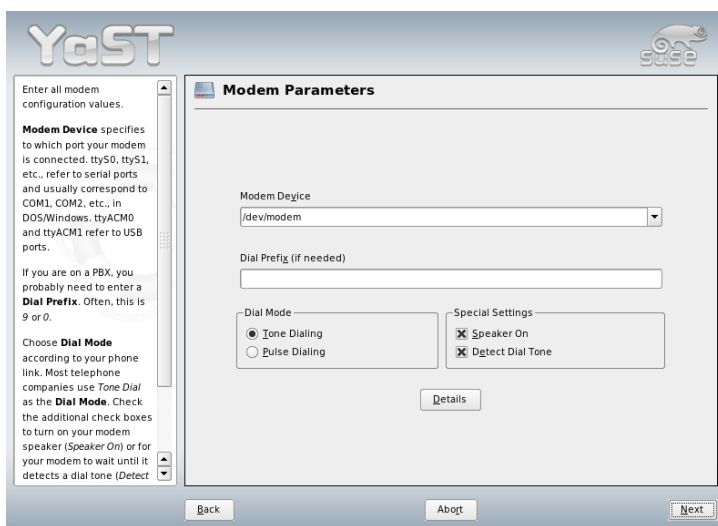 YaST
SUSE
Enter all modem
configuration values.
Modem Device specifies
to which port your modem
is connected. ttyS0, ttyS1,
etc., refer to serial ports
and usually correspond to
COM1, COM2, etc., in
DOS/Windows. ttyACM0
and ttyACM1 refer to USB
ports.
If you are on a PBX, you
probably need to enter a
Dial Prefix. Often, this is
9 or 0.
Choose Dial Mode
according to your phone
link. Most telephone
companies use Tone Dial
as the Dial Mode. Check
the additional check boxes
to turn on your modem
speaker (Speaker On) or for
your modem to wait until it
detects a dial tone (Detect
Modem Parameters
Modem Device
/dev/modem
Dial Prefix (if needed)
Dial Mode
Tone Dialing
Pulse Dialing
Special Settings
Speaker On
Detect Dial Tone
Details
Back
Abort
Next